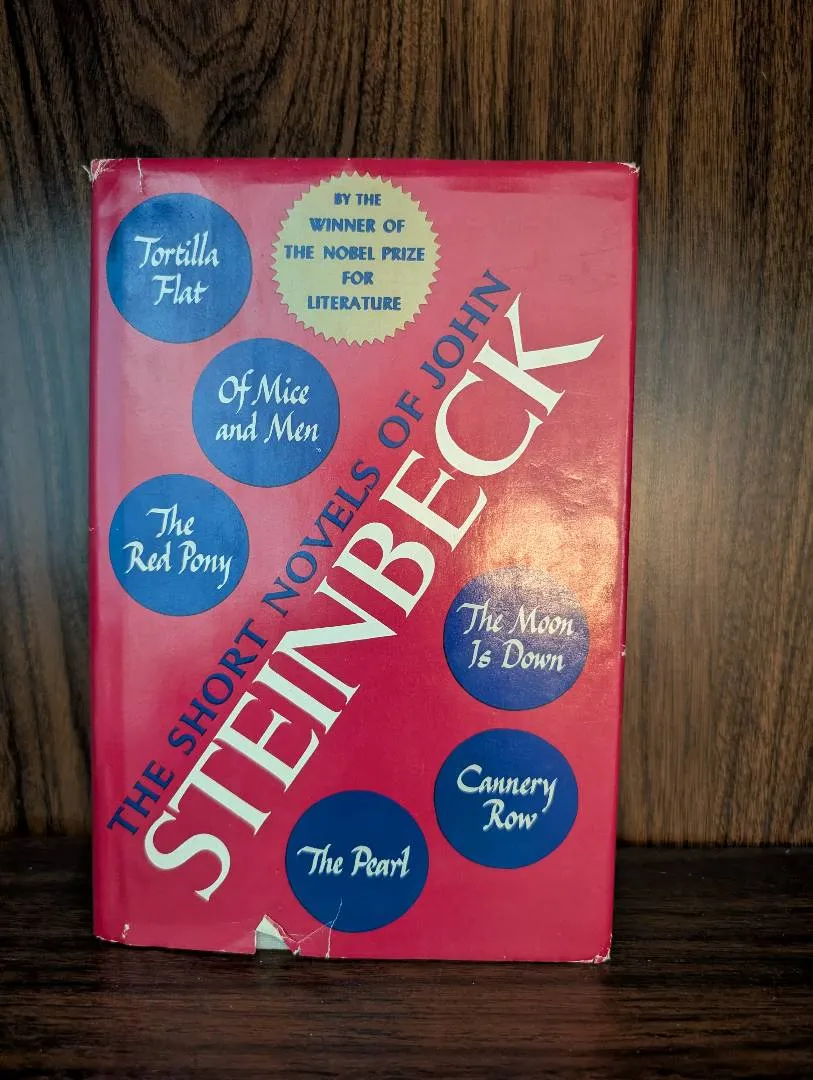 Tortilla
Flat
BY THE
WINNER OF
THE NOBEL PRIZE
FOR
LITERATURE
Of Mice
and Men
The
Red Pony
THE SHORT NOVELS OF JOHN
STEINBECK
The Moon
Is Down
Cannery
Row
The Pearl